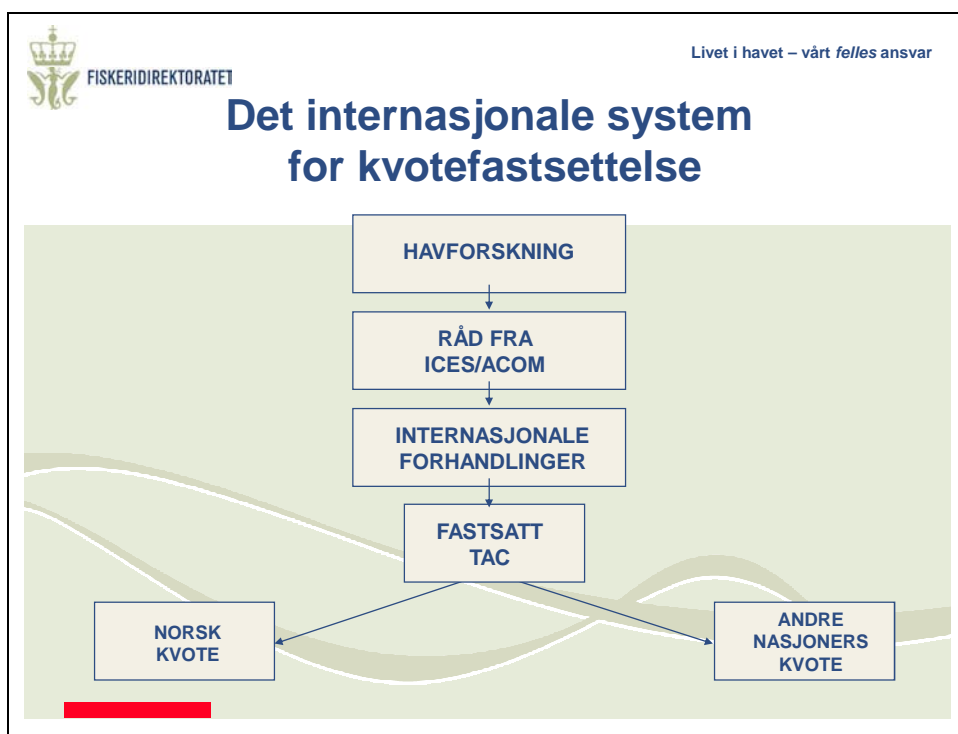 FISKERIDIREKTORATET
Livet i havet – vårt felles ansvar
Det internasjonale system
for kvotefastsettelse
HAVFORSKNING
RÅD FRA
ICES/ACOM
INTERNASJONALE
FORHANDLINGER
FASTSATT
TAC
NORSK
KVOTE
ANDRE
NASJONERS
KVOTE